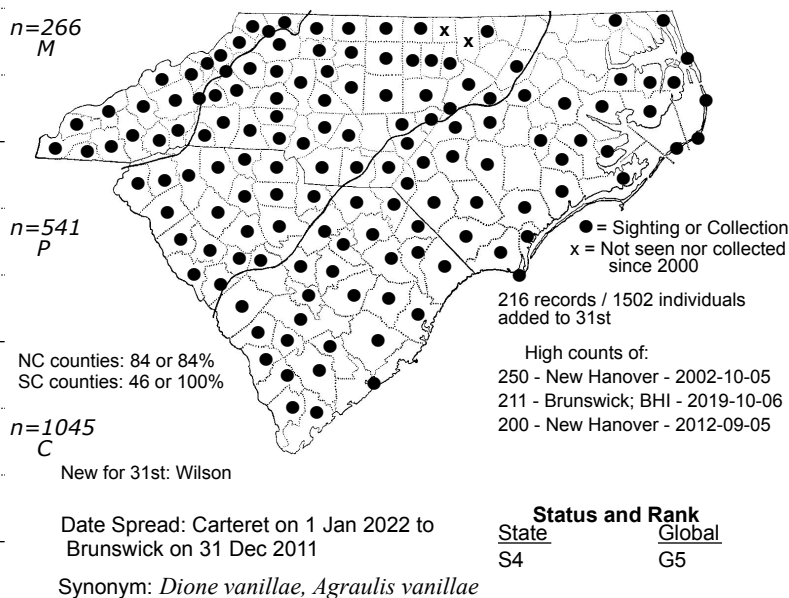 n=266
M
x
x
n=541
P
● = Sighting or Collection
x = Not seen nor collected
since 2000
216 records / 1502 individuals
added to 31st
NC counties: 84 or 84%
SC counties: 46 or 100%
High counts of:
250 - New Hanover - 2002-10-05
211 - Brunswick; BHI - 2019-10-06
200 - New Hanover - 2012-09-05
n=1045
C
New for 31st: Wilson
Date Spread: Carteret on 1 Jan 2022 to
Brunswick on 31 Dec 2011
Status and Rank
State Global
S4 G5
Synonym: Dione vanillae, Agraulis vanillae